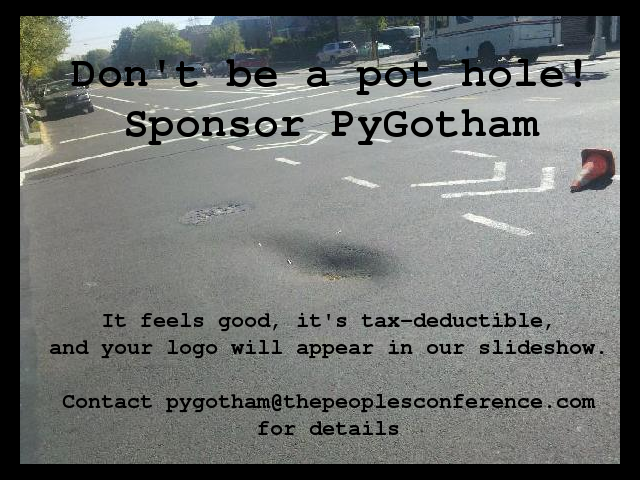 Don't be a pot hole!
Sponsor PyGotham
It feels good, it's tax-deductible,
and your logo will appear in our slideshow.
Contact pygotham@thepeoplesconference.com
for details